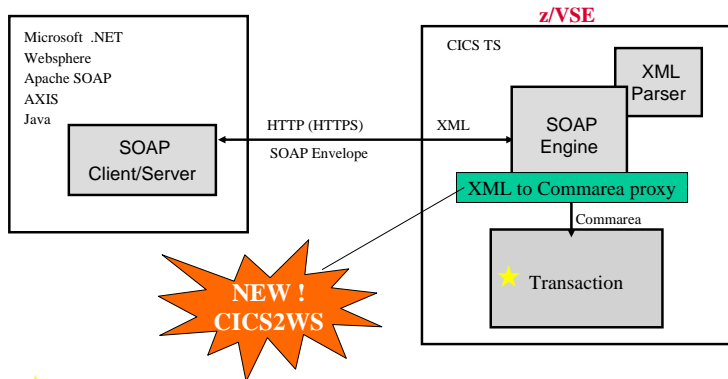 z/VSE
Microsoft .NET
Websphere
Apache SOAP
AXIS
Java
SOAP
Client/Server
HTTP (HTTPS)
SOAP Envelope
XML
CICS TS
XML
Parser
SOAP
Engine
XML to Commarea proxy
Commarea
Transaction
NEW !
CICS2WS